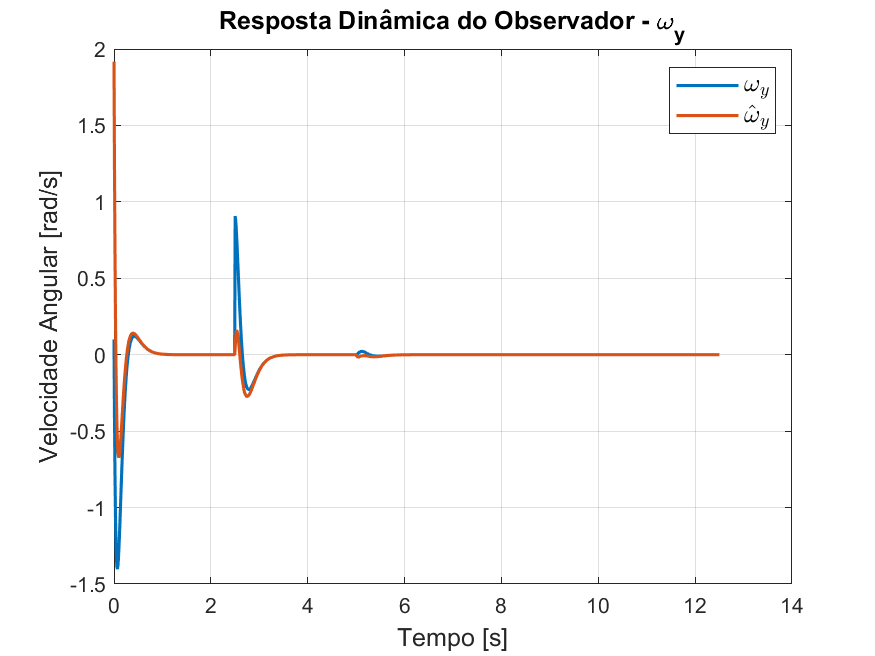 Resposta Dinâmica do Observador - ω_y
2
1.5
1
0.5
0
-0.5
-1
-1.5
Velocidade Angular [rad/s]
ω_y
ω̂_y
0 2 4 6 8 10 12 14
Tempo [s]